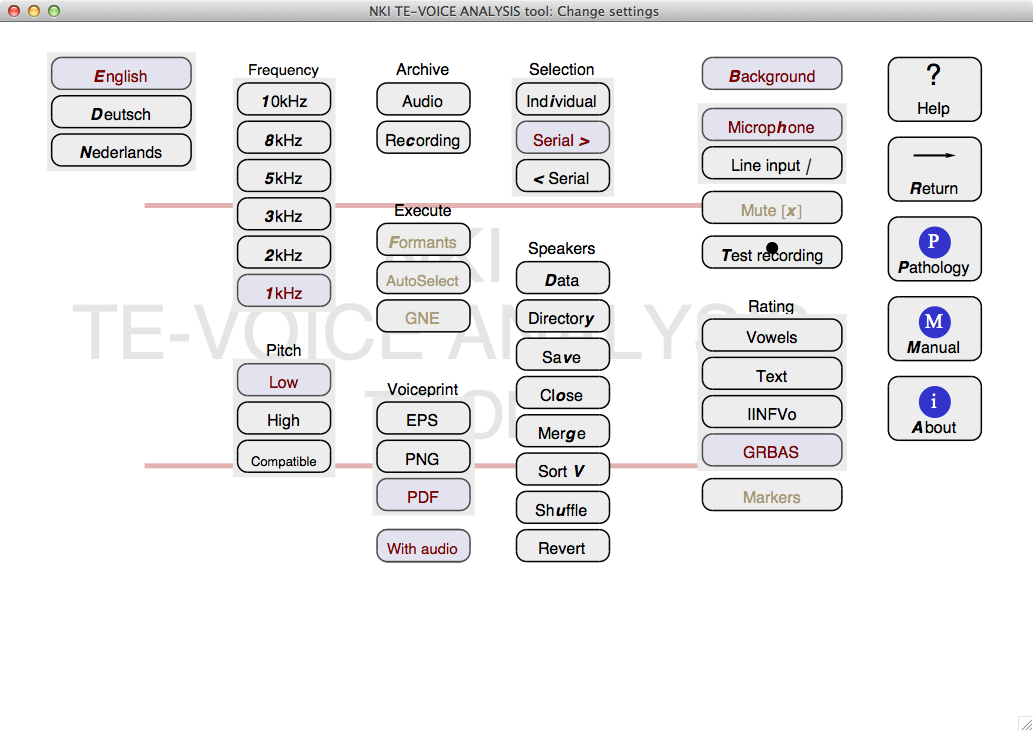 NKI TE-VOICE ANALYSIS tool: Change settings
English
Deutsch
Nederlands
Frequency
10kHz
8kHz
5kHz
3kHz
2kHz
1kHz
Pitch
Low
High
Compatible
Archive
Audio
Recording
Execute
Formants
AutoSelect
GNE
Voiceprint
EPS
PNG
PDF
With audio
Selection
Individual
Serial >
< Serial
Speakers
Data
Directory
Save
Close
Merge
Sort V
Shuffle
Revert
Background
Microphone
Line input /
Mute [x]
Test recording
Rating
Vowels
Text
IINFVo
GRBAS
Markers
?
Help
Return
P
Pathology
M
Manual
i
About
NKI
TE-VOICE ANALYSIS